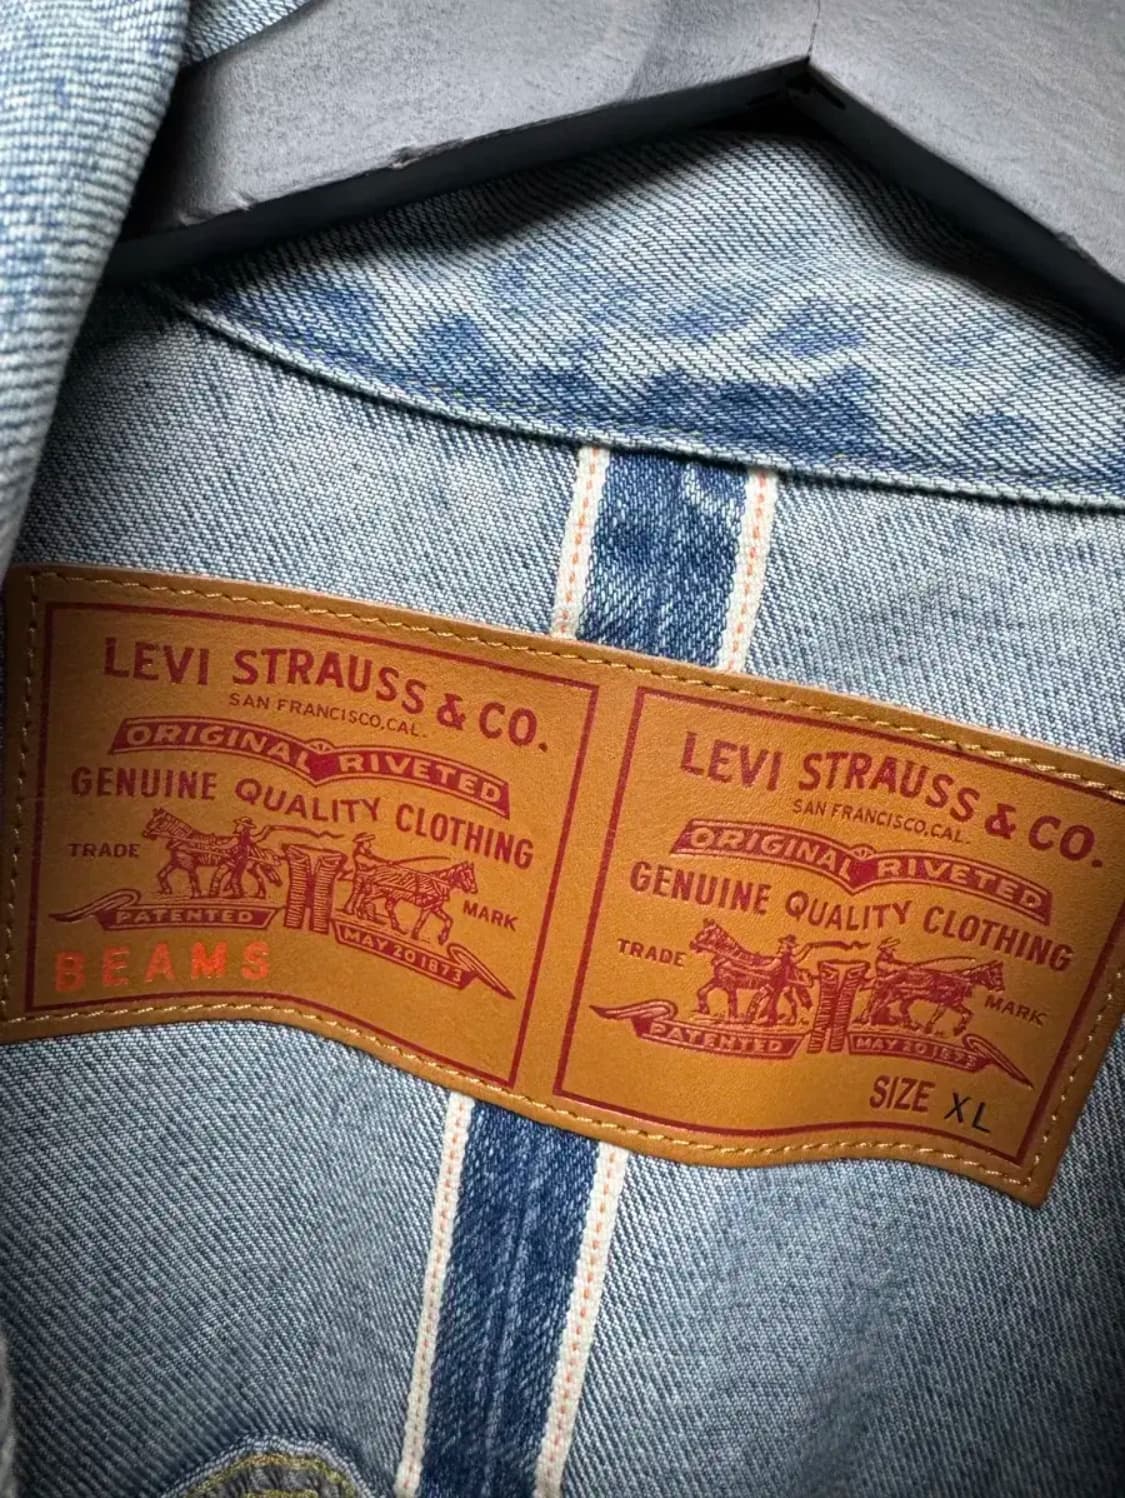 LEVI STRAUSS & CO.
SAN FRANCISCO, CAL.
ORIGINAL RIVETED
GENUINE QUALITY CLOTHING
TRADE MARK
PATENTED MAY 20 1873
BEAMS
LEVI STRAUSS & CO.
SAN FRANCISCO, CAL.
ORIGINAL RIVETED
GENUINE QUALITY CLOTHING
TRADE MARK
PATENTED MAY 20 1873
SIZE XL